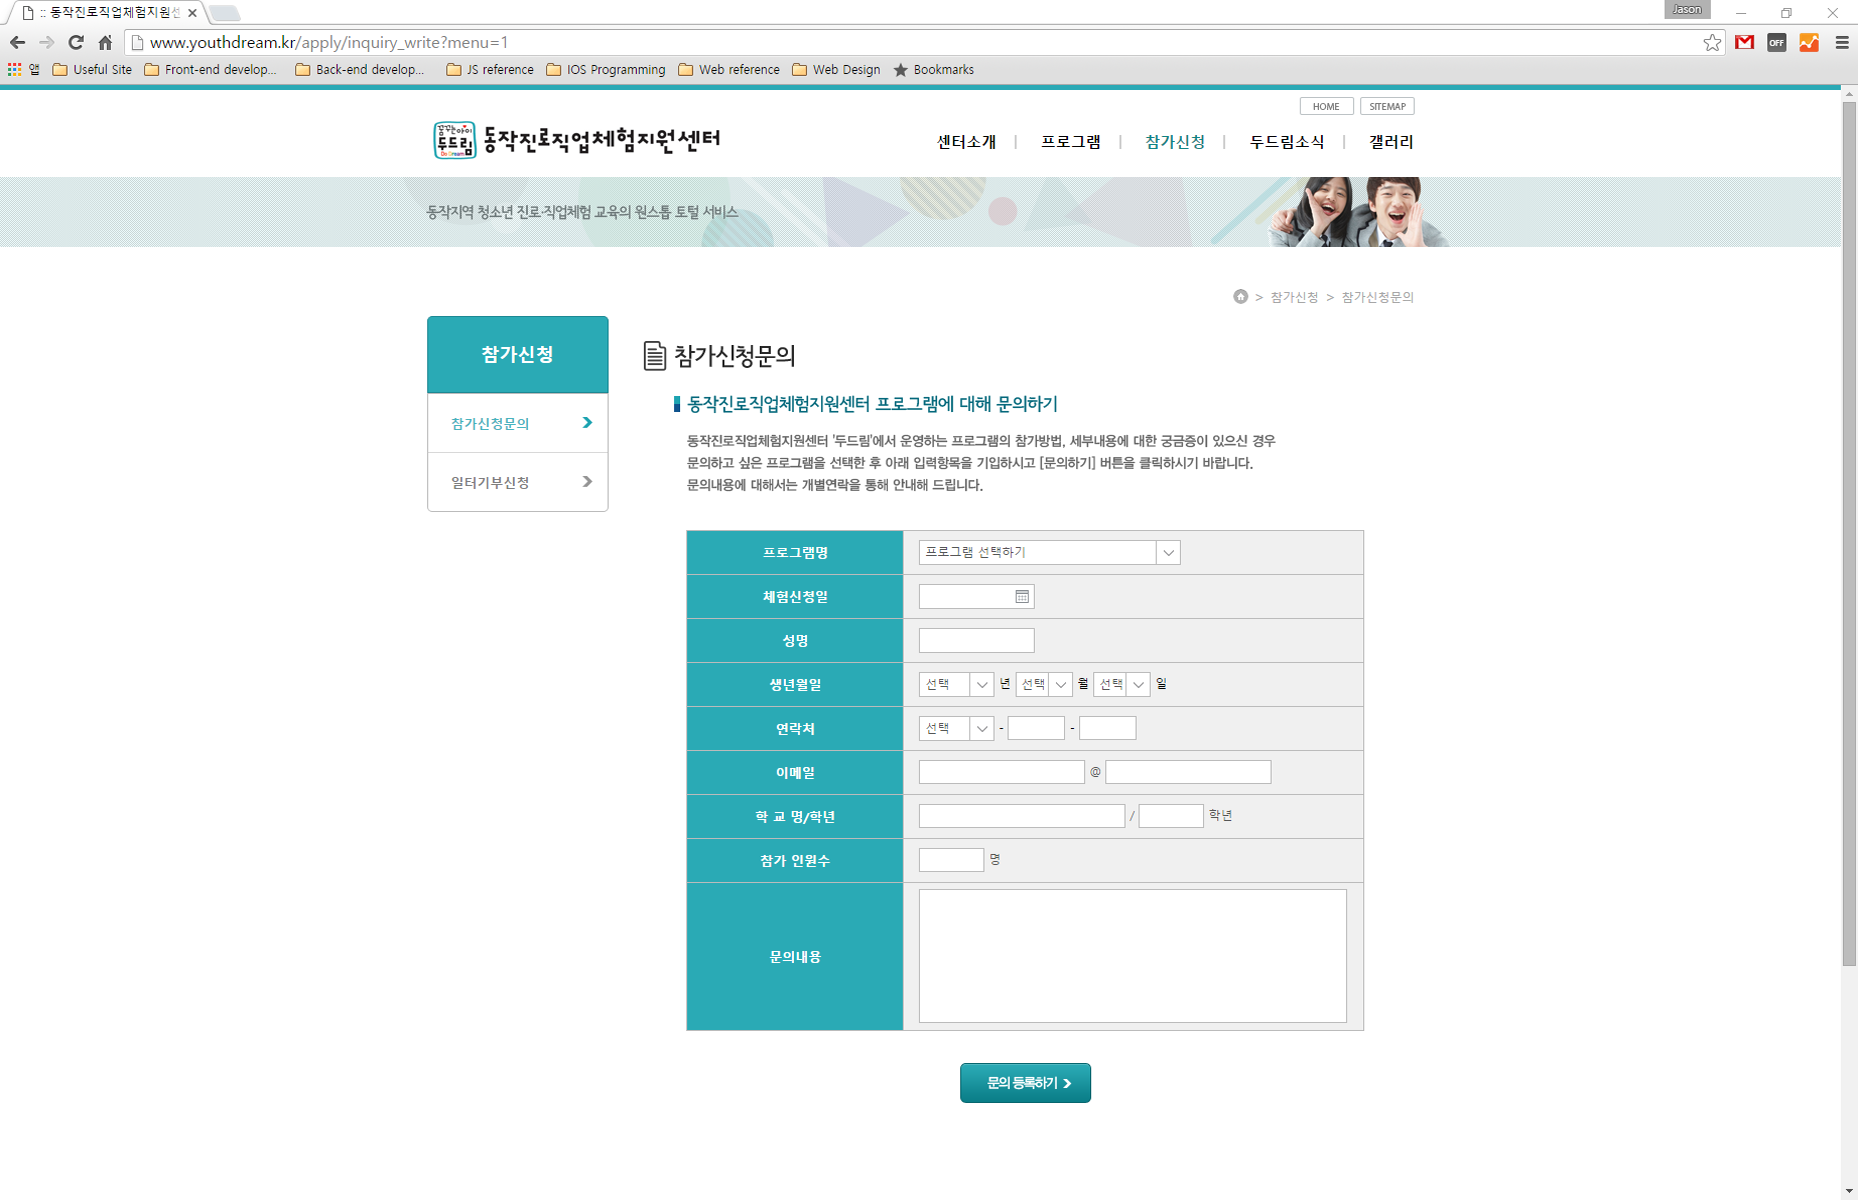 :: 동작진로직업체험지원센
Jason
www.youthdream.kr/apply/inquiry_write?menu=1
OFF
앱 Useful Site Front-end develop... Back-end develop... JS reference IOS Programming Web reference Web Design Bookmarks
HOME SITEMAP
꿈꾸는아이 두드림 Do Dream 동작진로직업체험지원센터
센터소개 | 프로그램 | 참가신청 | 두드림소식 | 갤러리
동작지역 청소년 진로·직업체험 교육의 원스톱 토털 서비스
> 참가신청 > 참가신청문의
참가신청
참가신청문의
일터기부신청
참가신청문의
동작진로직업체험지원센터 프로그램에 대해 문의하기
동작진로직업체험지원센터 '두드림'에서 운영하는 프로그램의 참가방법, 세부내용에 대한 궁금증이 있으신 경우
문의하고 싶은 프로그램을 선택한 후 아래 입력항목을 기입하시고 [문의하기] 버튼을 클릭하시기 바랍니다.
문의내용에 대해서는 개별연락을 통해 안내해 드립니다.
프로그램명 프로그램 선택하기
체험신청일
성명
생년월일 선택 년 선택 월 선택 일
연락처 선택 - -
이메일 @
학 교 명/학년 / 학년
참가 인원수 명
문의내용
문의 등록하기